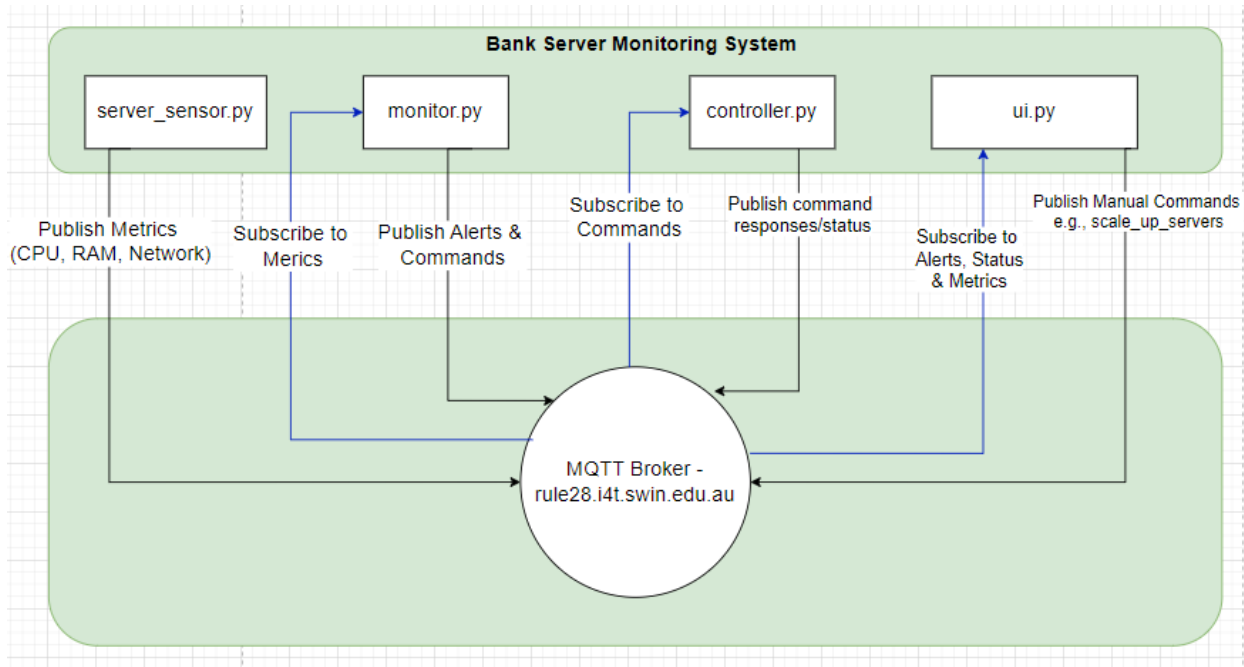 Bank Server Monitoring System
server_sensor.py
monitor.py
controller.py
ui.py
Publish Metrics
(CPU, RAM, Network)
Subscribe to
Merics
Publish Alerts &
Commands
Subscribe to
Commands
Publish command
responses/status
Subscribe to
Alerts, Status
& Metrics
Publish Manual Commands
e.g., scale_up_servers
MQTT Broker -
rule28.i4t.swin.edu.au